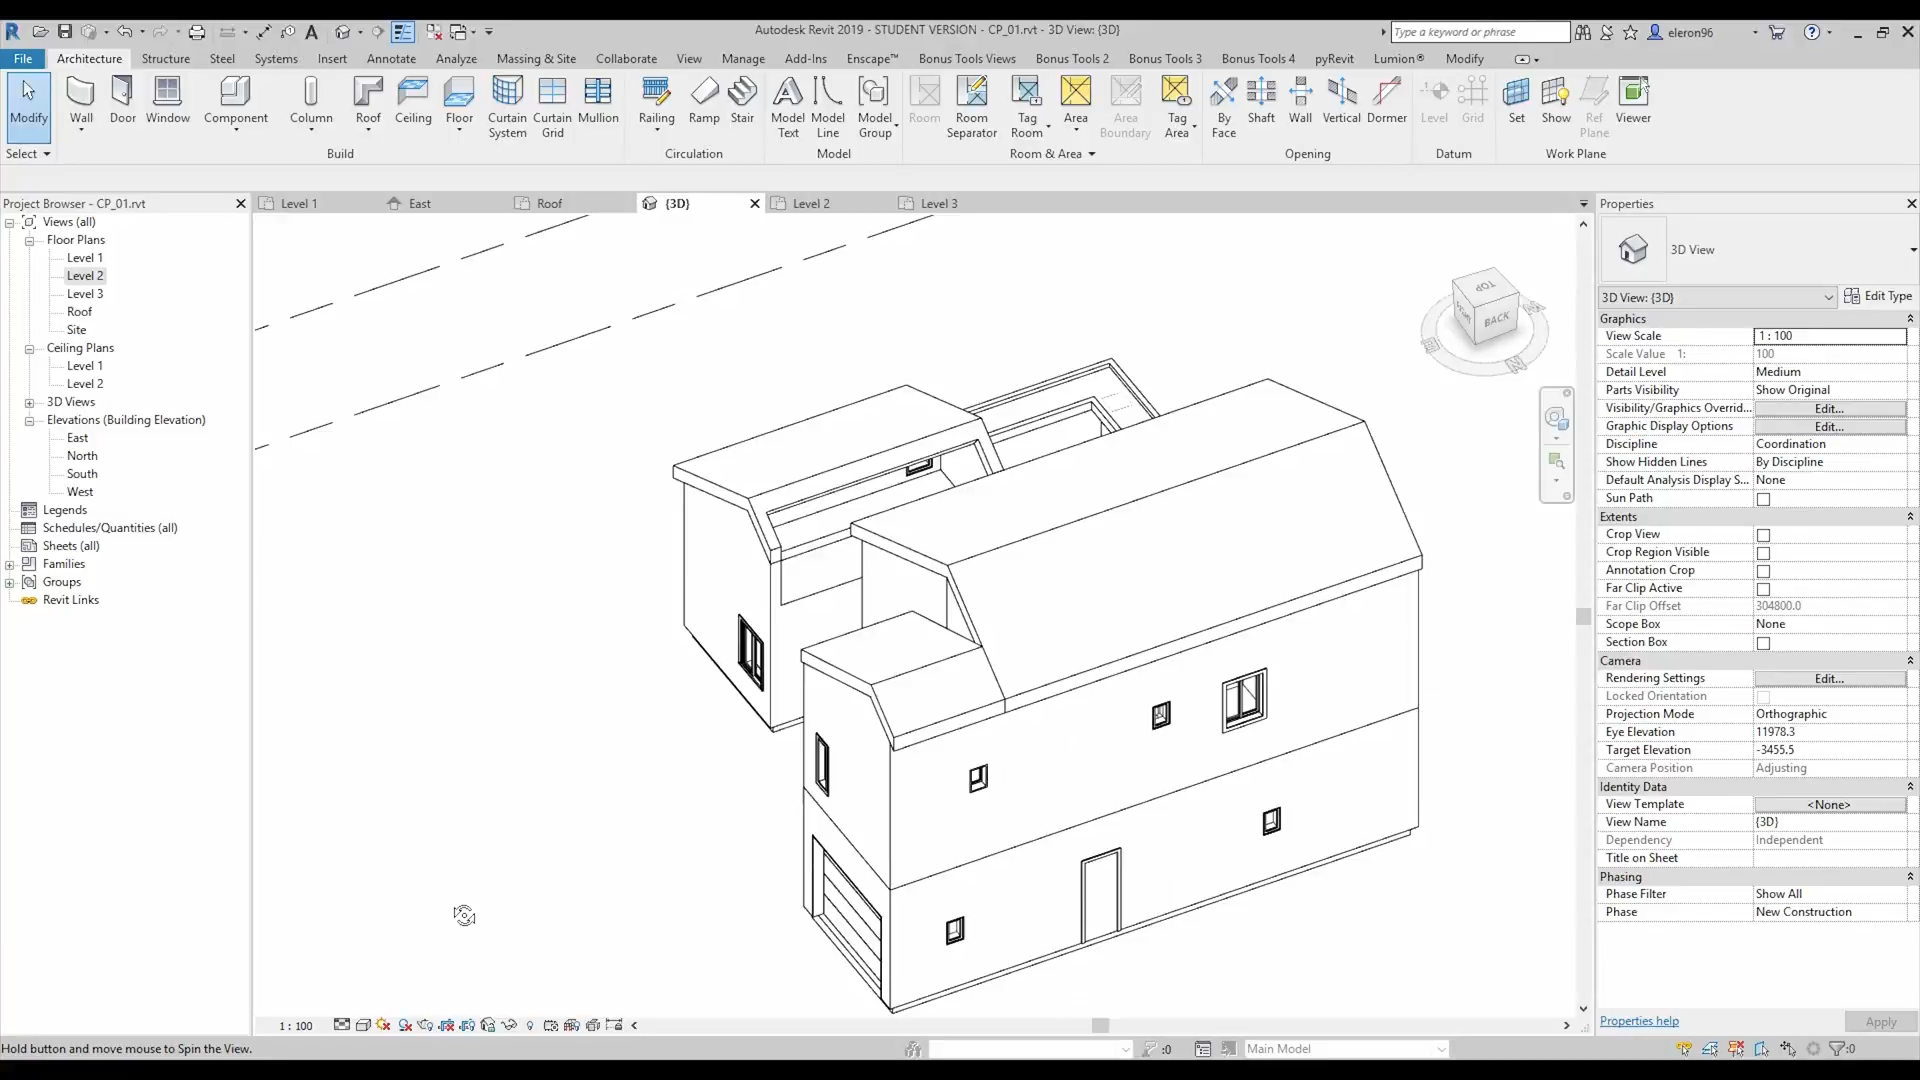 Autodesk Revit 2019 - STUDENT VERSION - CP_01.rvt - 3D View: {3D}
Type a keyword or phrase
eleron96
File Architecture Structure Steel Systems Insert Annotate Analyze Massing & Site Collaborate View Manage Add-Ins Enscape™ Bonus Tools Views Bonus Tools 2 Bonus Tools 3 Bonus Tools 4 pyRevit Lumion® Modify
Modify Wall Door Window Component Column Roof Ceiling Floor Curtain System Curtain Grid Mullion Railing Ramp Stair Model Text Model Line Model Group Room Room Separator Tag Room Area Area Boundary Tag Area By Face Shaft Wall Vertical Dormer Level Grid Set Show Ref Plane Viewer
Select Build Circulation Model Room & Area Opening Datum Work Plane
Project Browser - CP_01.rvt
Views (all)
Floor Plans
Level 1
Level 2
Level 3
Roof
Site
Ceiling Plans
Level 1
Level 2
3D Views
Elevations (Building Elevation)
East
North
South
West
Legends
Schedules/Quantities (all)
Sheets (all)
Families
Groups
Revit Links
Level 1 East Roof {3D} Level 2 Level 3
TOP
BACK
Properties
3D View
3D View: {3D} Edit Type
Graphics
View Scale 1 : 100
Scale Value 1: 100
Detail Level Medium
Parts Visibility Show Original
Visibility/Graphics Overrid... Edit...
Graphic Display Options Edit...
Discipline Coordination
Show Hidden Lines By Discipline
Default Analysis Display S... None
Sun Path
Extents
Crop View
Crop Region Visible
Annotation Crop
Far Clip Active
Far Clip Offset 304800.0
Scope Box None
Section Box
Camera
Rendering Settings Edit...
Locked Orientation
Projection Mode Orthographic
Eye Elevation 11978.3
Target Elevation -3455.5
Camera Position Adjusting
Identity Data
View Template <None>
View Name {3D}
Dependency Independent
Title on Sheet
Phasing
Phase Filter Show All
Phase New Construction
Properties help Apply
1 : 100
Hold button and move mouse to Spin the View.
:0
Main Model
:0